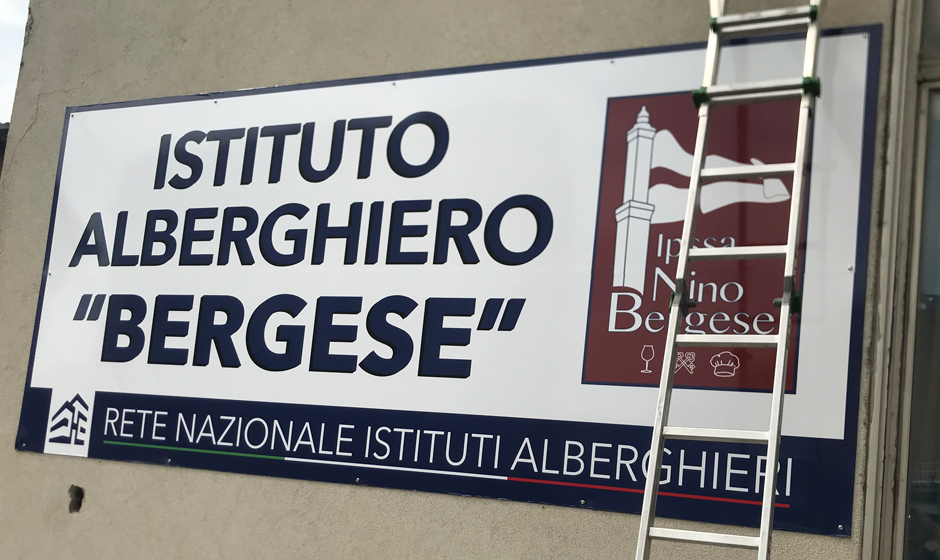 ISTITUTO
ALBERGHIERO
"BERGESE"
Ipssa
Nino
Bergese
RETE NAZIONALE ISTITUTI ALBERGHIERI